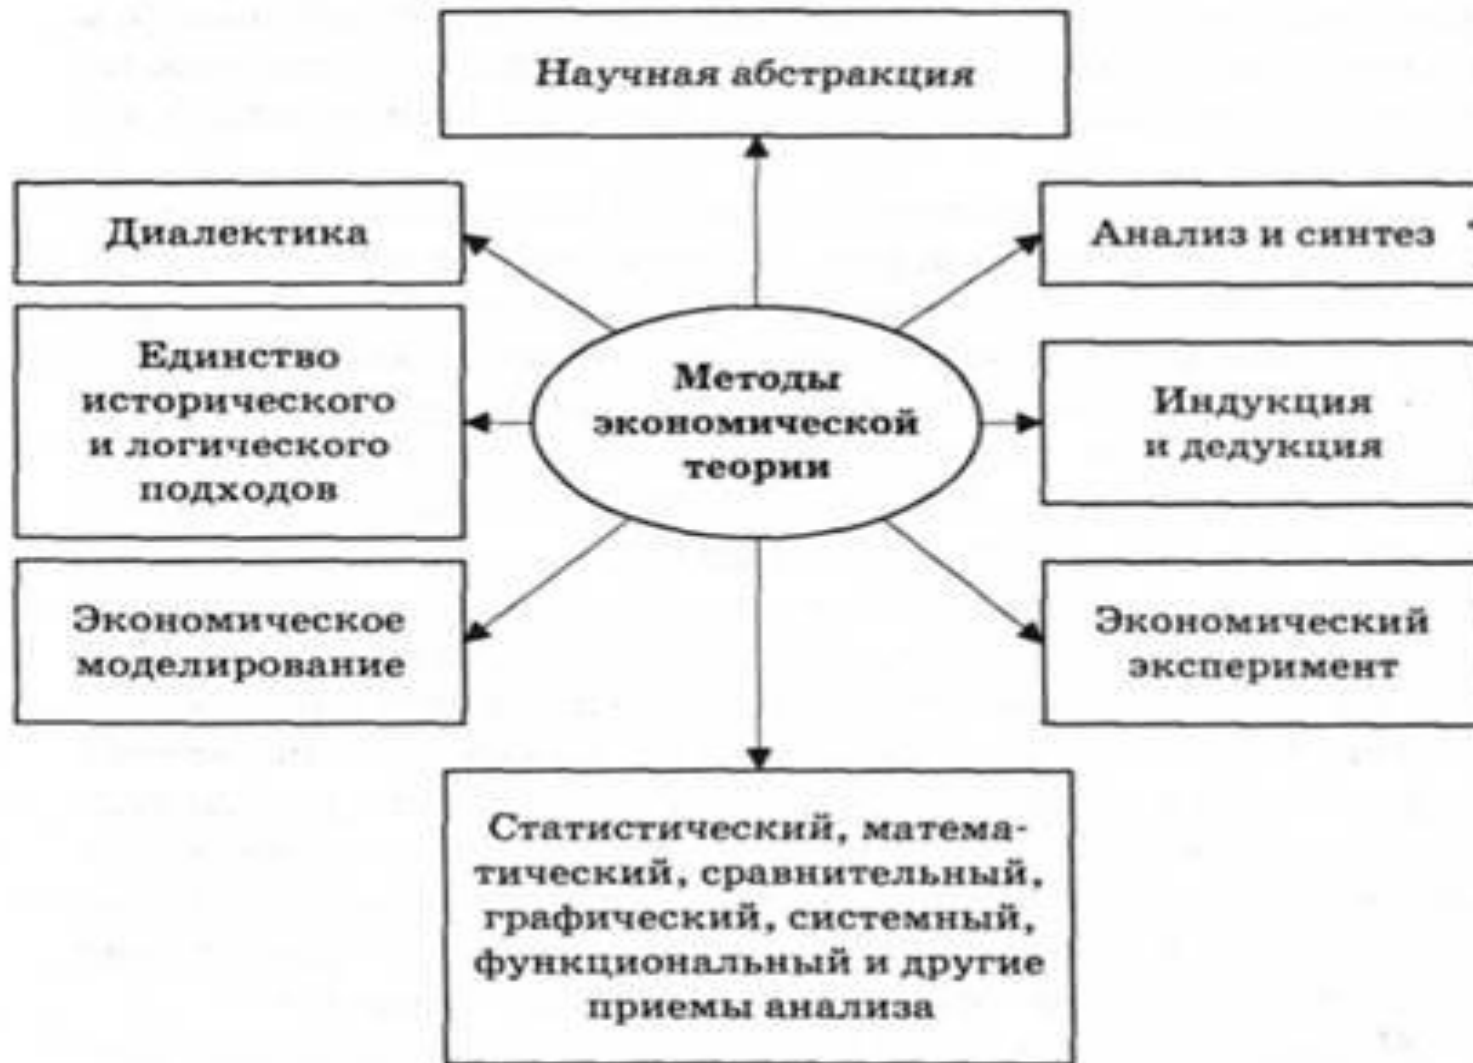 Научная абстракция
Диалектика
Анализ и синтез
Единство
исторического
и логического
подходов
Методы
экономической
теории
Индукция
и дедукция
Экономическое
моделирование
Экономический
эксперимент
Статистический, матема-
тический, сравнительный,
графический, системный,
функциональный и другие
приемы анализа